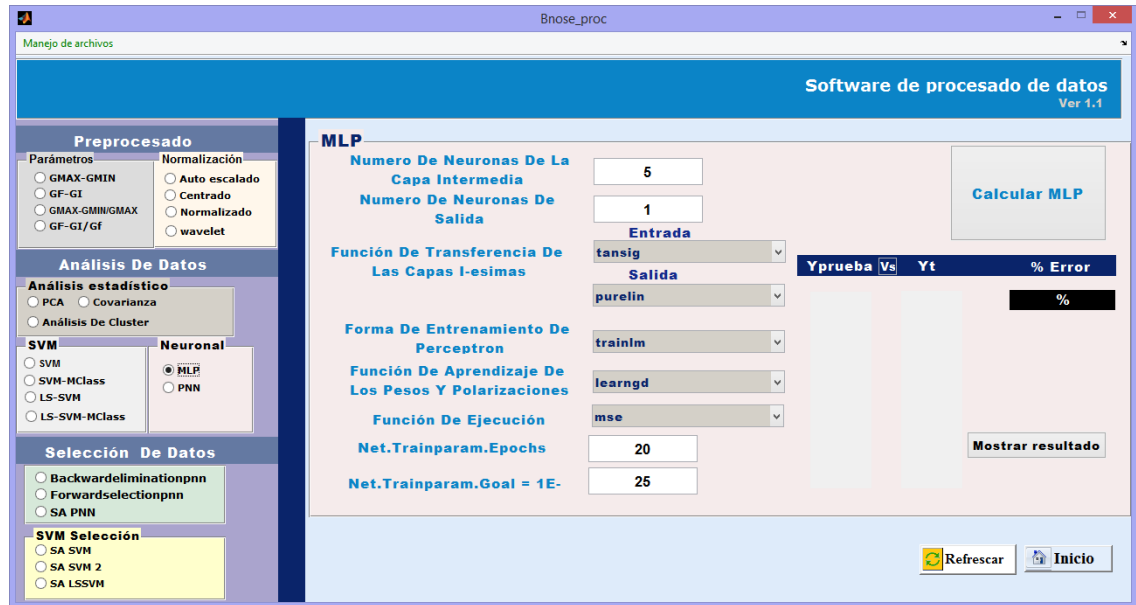 Bnose_proc
Manejo de archivos
Software de procesado de datos
Ver 1.1
Preprocesado
Parámetros
GMAX-GMIN
GF-GI
GMAX-GMIN/GMAX
GF-GI/Gf
Normalización
Auto escalado
Centrado
Normalizado
wavelet
Análisis De Datos
Análisis estadístico
PCA Covarianza
Análisis De Cluster
SVM
SVM
SVM-MClass
LS-SVM
LS-SVM-MClass
Neuronal
MLP
PNN
Selección De Datos
Backwardeliminationpnn
Forwardselectionpnn
SA PNN
SVM Selección
SA SVM
SA SVM 2
SA LSSVM
MLP
Numero De Neuronas De La
Capa Intermedia
5
Numero De Neuronas De
Salida
1
Función De Transferencia De
Las Capas I-esimas
Entrada
tansig
Salida
purelin
Forma De Entrenamiento De
Perceptron
trainlm
Función De Aprendizaje De
Los Pesos Y Polarizaciones
learngd
Función De Ejecución
mse
Net.Trainparam.Epochs
20
Net.Trainparam.Goal = 1E-
25
Calcular MLP
Yprueba Vs Yt % Error
%
Mostrar resultado
Refrescar
Inicio